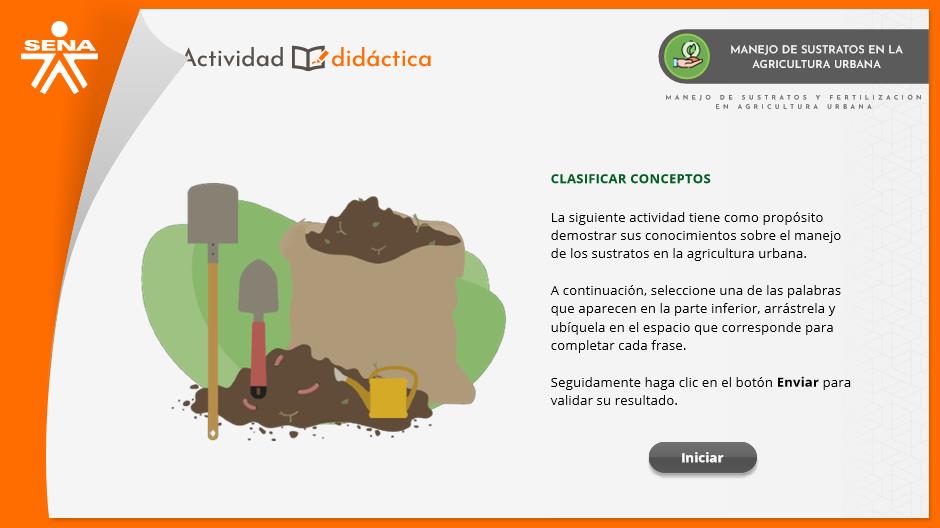 SENA
Actividad didáctica
MANEJO DE SUSTRATOS EN LA
AGRICULTURA URBANA
MANEJO DE SUSTRATOS Y FERTILIZACIÓN
EN AGRICULTURA URBANA
CLASIFICAR CONCEPTOS
La siguiente actividad tiene como propósito
demostrar sus conocimientos sobre el manejo
de los sustratos en la agricultura urbana.
A continuación, seleccione una de las palabras
que aparecen en la parte inferior, arrástrela y
ubíquela en el espacio que corresponde para
completar cada frase.
Seguidamente haga clic en el botón Enviar para
validar su resultado.
Iniciar